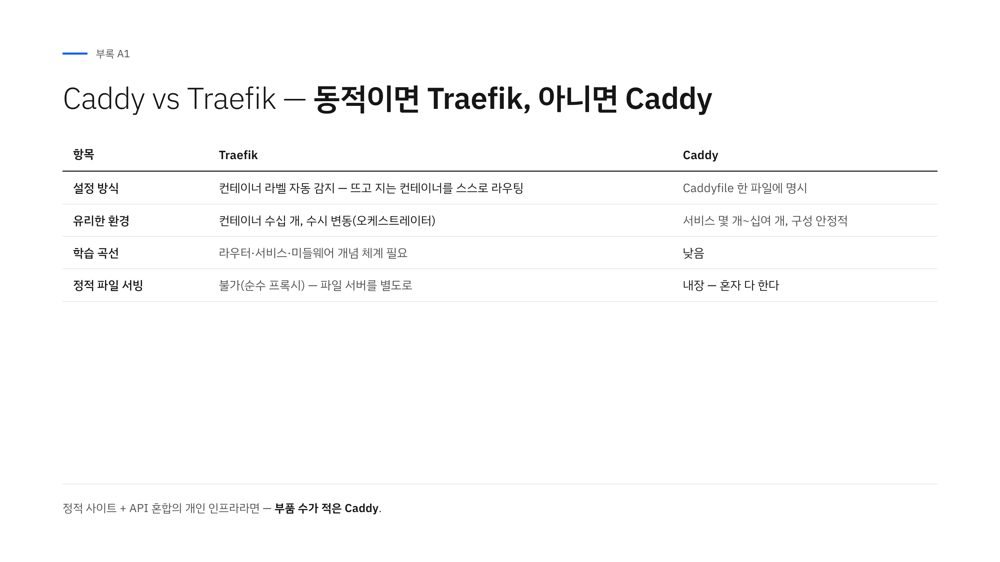 부록 A1
Caddy vs Traefik — 동적이면 Traefik, 아니면 Caddy
항목 Traefik Caddy
설정 방식 컨테이너 라벨 자동 감지 — 뜨고 지는 컨테이너를 스스로 라우팅 Caddyfile 한 파일에 명시
유리한 환경 컨테이너 수십 개, 수시 변동(오케스트레이터) 서비스 몇 개~십여 개, 구성 안정적
학습 곡선 라우터·서비스·미들웨어 개념 체계 필요 낮음
정적 파일 서빙 불가(순수 프록시) — 파일 서버를 별도로 내장 — 혼자 다 한다
정적 사이트 + API 혼합의 개인 인프라라면 — 부품 수가 적은 Caddy.